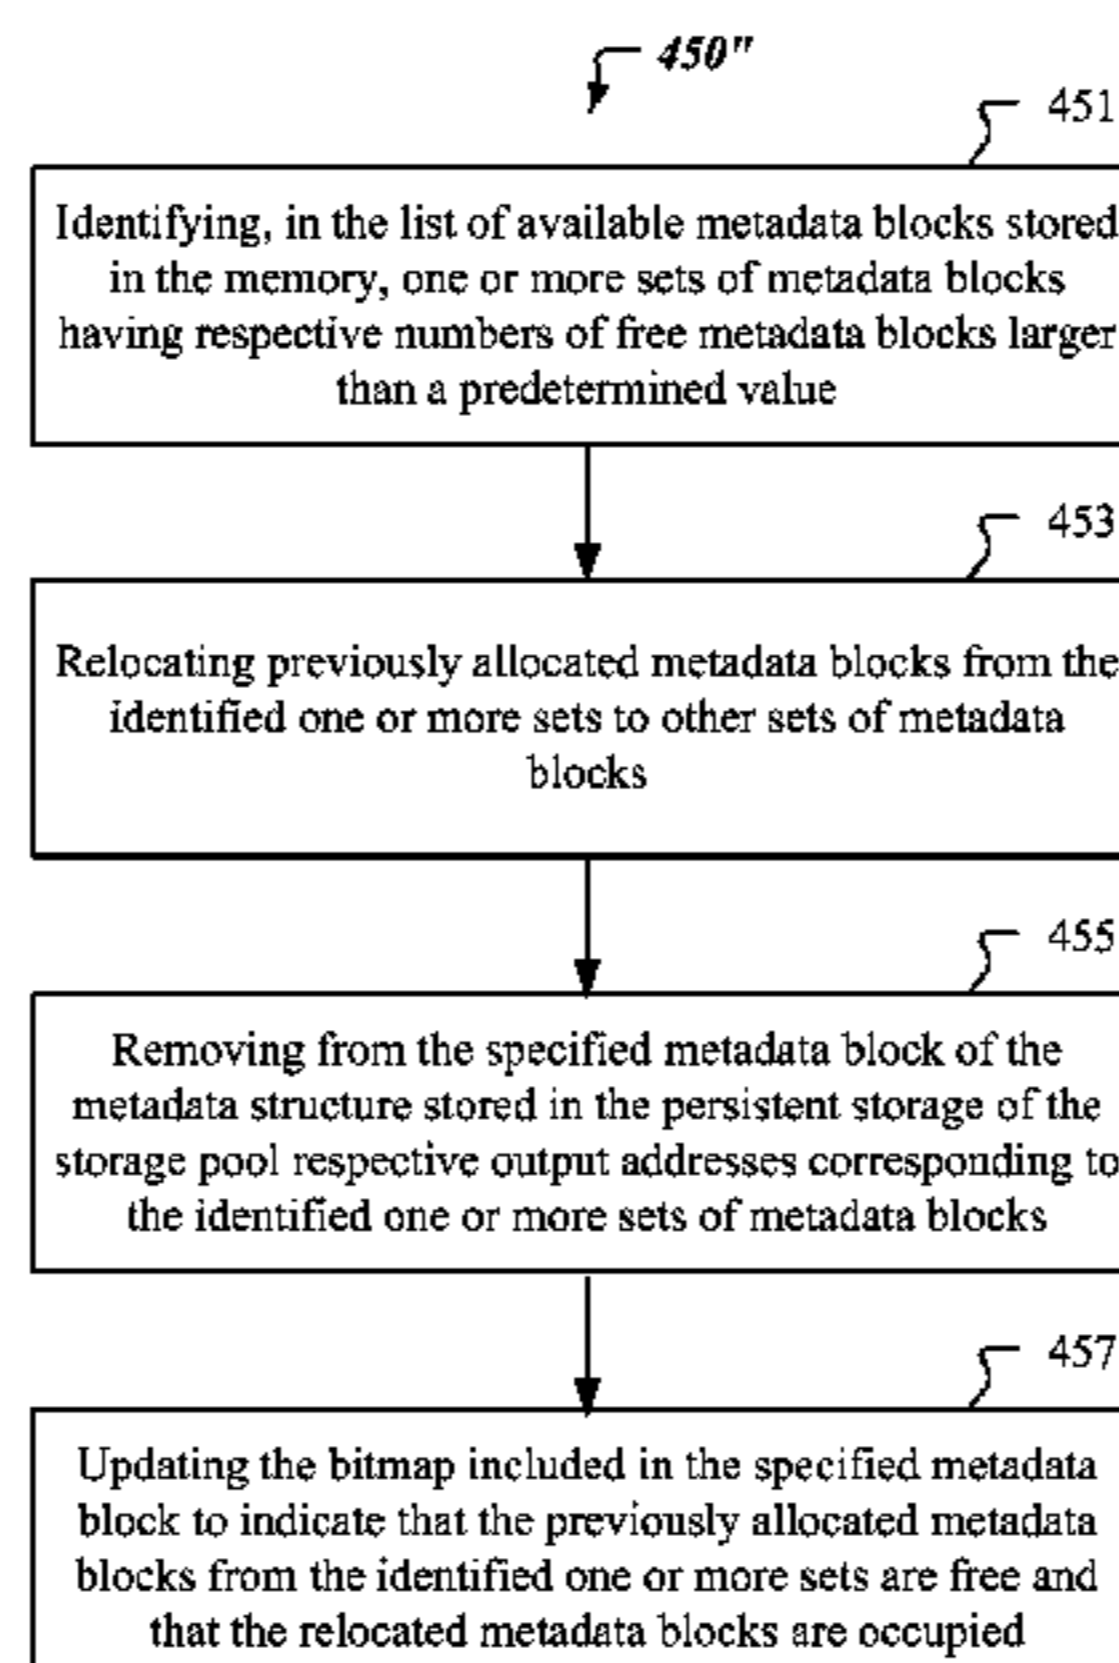 450"
451
Identifying, in the list of available metadata blocks stored
in the memory, one or more sets of metadata blocks
having respective numbers of free metadata blocks larger
than a predetermined value
453
Relocating previously allocated metadata blocks from the
identified one or more sets to other sets of metadata
blocks
455
Removing from the specified metadata block of the
metadata structure stored in the persistent storage of the
storage pool respective output addresses corresponding to
the identified one or more sets of metadata blocks
457
Updating the bitmap included in the specified metadata
block to indicate that the previously allocated metadata
blocks from the identified one or more sets are free and
that the relocated metadata blocks are occupied